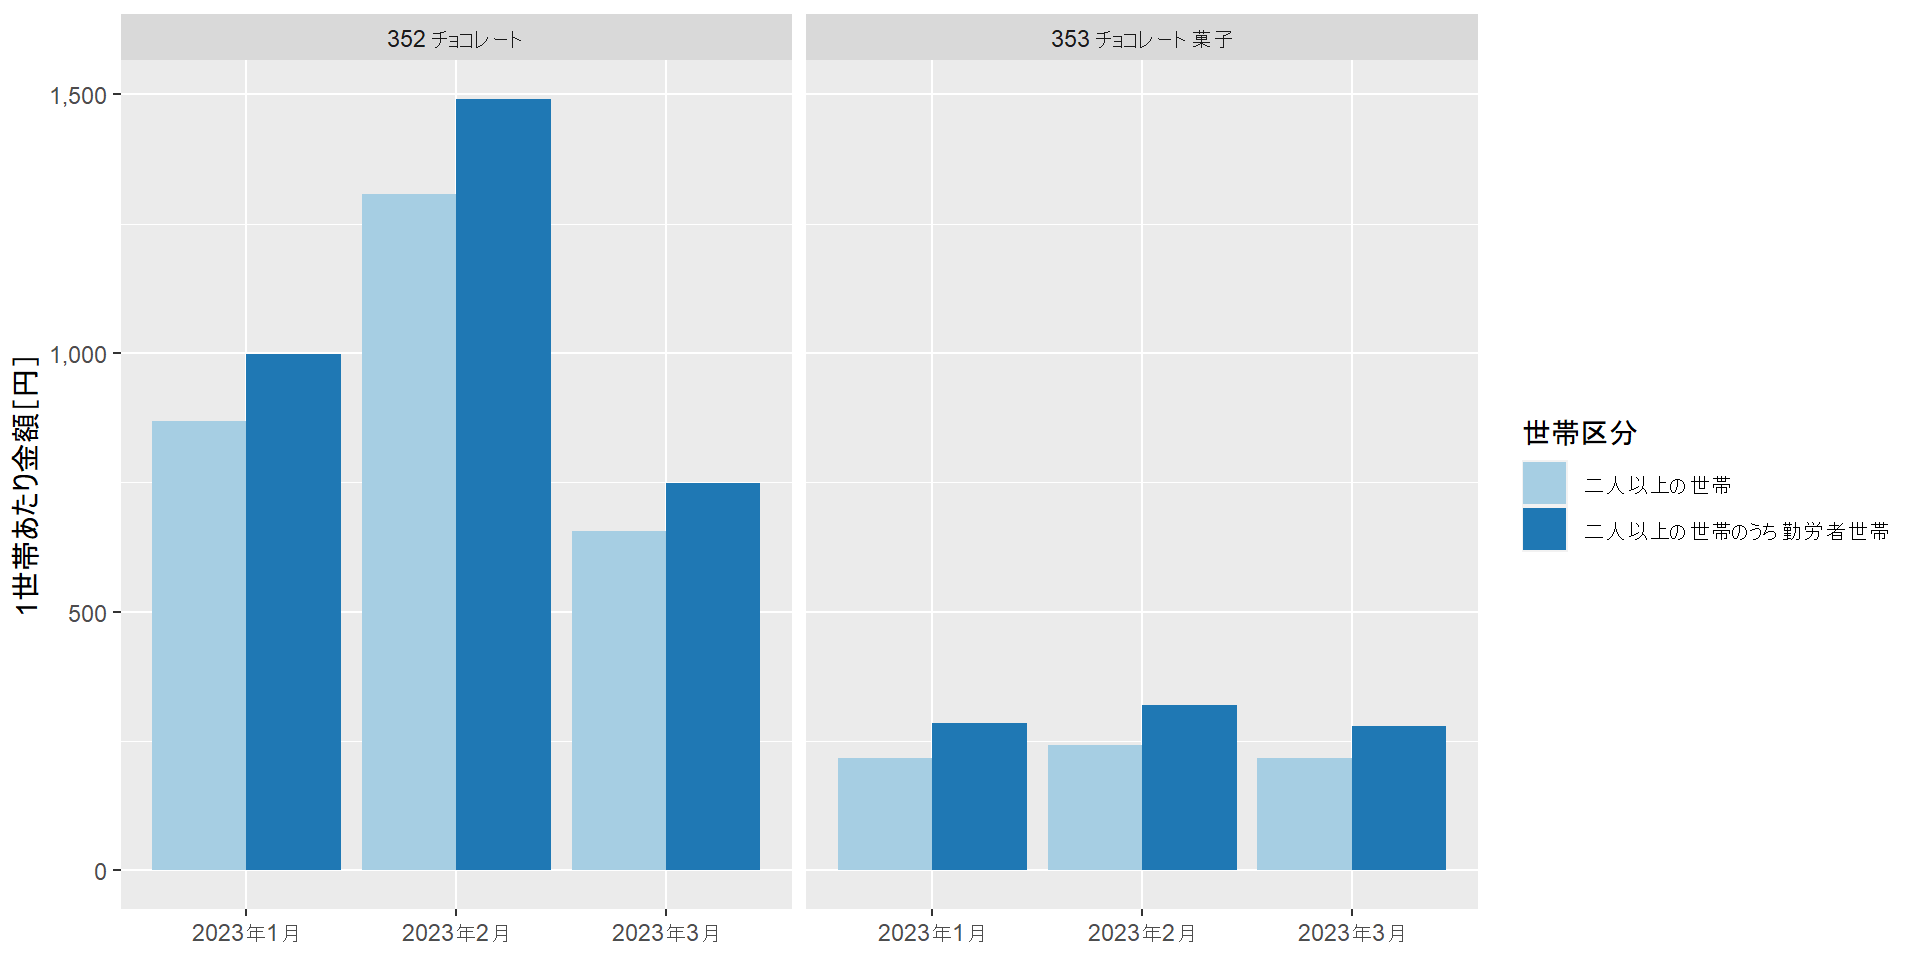 352 チョコレート
353 チョコレート菓子
1世帯あたり金額[円]
1,500
1,000
500
0
2023年1月
2023年2月
2023年3月
2023年1月
2023年2月
2023年3月
世帯区分
二人以上の世帯
二人以上の世帯のうち勤労者世帯